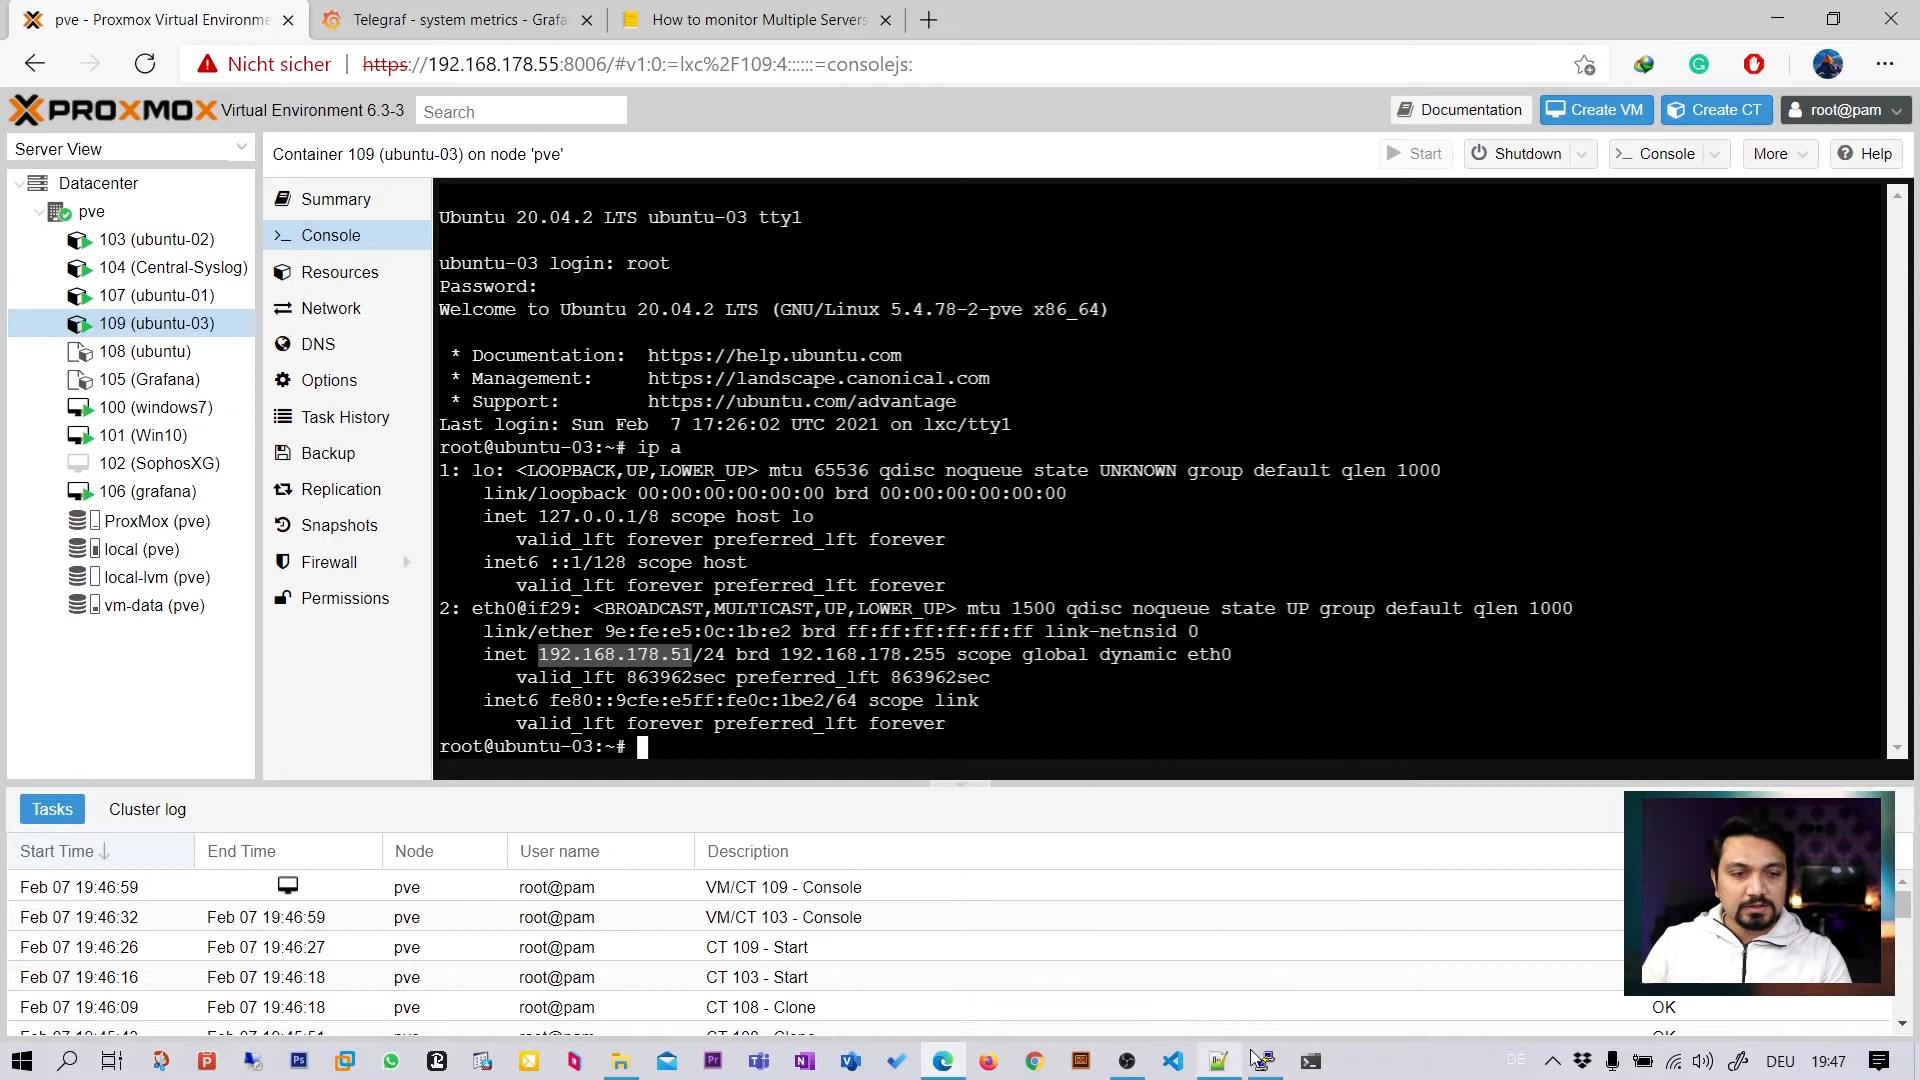 pve - Proxmox Virtual Environme
Telegraf - system metrics - Grafa
How to monitor Multiple Servers
Nicht sicher | https://192.168.178.55:8006/#v1:0:=lxc%2F109:4::::::=consolejs:
PROXMOX Virtual Environment 6.3-3
Search
Documentation
Create VM
Create CT
root@pam
Server View
Container 109 (ubuntu-03) on node 'pve'
Start
Shutdown
Console
More
Help
Datacenter
pve
103 (ubuntu-02)
104 (Central-Syslog)
107 (ubuntu-01)
109 (ubuntu-03)
108 (ubuntu)
105 (Grafana)
100 (windows7)
101 (Win10)
102 (SophosXG)
106 (grafana)
ProxMox (pve)
local (pve)
local-lvm (pve)
vm-data (pve)
Summary
Console
Resources
Network
DNS
Options
Task History
Backup
Replication
Snapshots
Firewall
Permissions
Ubuntu 20.04.2 LTS ubuntu-03 tty1
ubuntu-03 login: root
Password:
Welcome to Ubuntu 20.04.2 LTS (GNU/Linux 5.4.78-2-pve x86_64)
* Documentation:  https://help.ubuntu.com
* Management:     https://landscape.canonical.com
* Support:        https://ubuntu.com/advantage
Last login: Sun Feb  7 17:26:02 UTC 2021 on lxc/tty1
root@ubuntu-03:~# ip a
1: lo: <LOOPBACK,UP,LOWER_UP> mtu 65536 qdisc noqueue state UNKNOWN group default qlen 1000
link/loopback 00:00:00:00:00:00 brd 00:00:00:00:00:00
inet 127.0.0.1/8 scope host lo
valid_lft forever preferred_lft forever
inet6 ::1/128 scope host
valid_lft forever preferred_lft forever
2: eth0@if29: <BROADCAST,MULTICAST,UP,LOWER_UP> mtu 1500 qdisc noqueue state UP group default qlen 1000
link/ether 9e:fe:e5:0c:1b:e2 brd ff:ff:ff:ff:ff:ff link-netnsid 0
inet 192.168.178.51/24 brd 192.168.178.255 scope global dynamic eth0
valid_lft 863962sec preferred_lft 863962sec
inet6 fe80::9cfe:e5ff:fe0c:1be2/64 scope link
valid_lft forever preferred_lft forever
root@ubuntu-03:~#
Tasks
Cluster log
Start Time
End Time
Node
User name
Description
Feb 07 19:46:59 pve root@pam VM/CT 109 - Console
Feb 07 19:46:32 Feb 07 19:46:59 pve root@pam VM/CT 103 - Console
Feb 07 19:46:26 Feb 07 19:46:27 pve root@pam CT 109 - Start
Feb 07 19:46:16 Feb 07 19:46:18 pve root@pam CT 103 - Start
Feb 07 19:46:09 Feb 07 19:46:18 pve root@pam CT 108 - Clone OK
DE
DEU
19:47